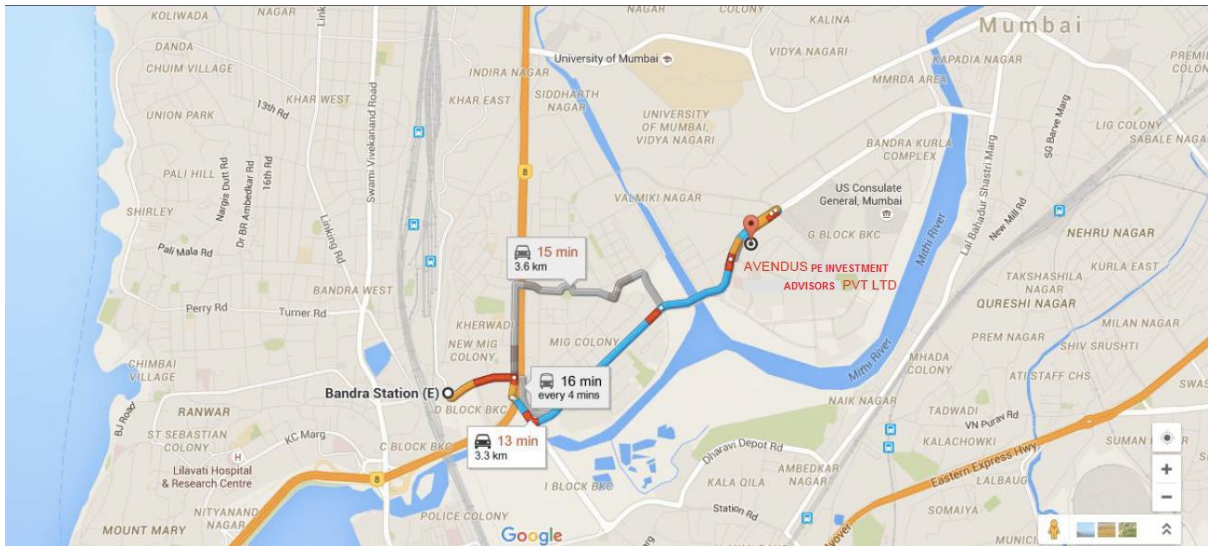 KOLIWADA
NAGAR
NAGAR
COLONY
KALINA
Mumbai
PREMIE
COLON
DANDA
CHUIM VILLAGE
Linking Rd
University of Mumbai
VIDYA NAGARI
KAPADIA NAGAR
INDIRA NAGAR
MMRDA AREA
KHAR WEST
KHAR EAST
SIDDHARTH
NAGAR
13th Rd
UNION PARK
UNIVERSITY
OF MUMBAI,
VIDYA NAGARI
LIG COLONY
SABALE NAGAR
SG Barve Marg
BANDRA KURLA
COMPLEX
Swami Vivekanand Road
PALI HILL
Nargis Dutt Rd
Dr BR Ambedkar Rd
16th Rd
8
Lal Bahadur Shastri Marg
US Consulate
General, Mumbai
VALMIKI NAGAR
SHIRLEY
Linking Rd
New Mill Rd
G BLOCK BKC
Mithi River
NEHRU NAGAR
Pali Mala Rd
15 min
3.6 km
AVENDUS PE INVESTMENT
ADVISORS PVT LTD
KURLA EAST
TAKSHASHILA
NAGAR
BANDRA WEST
QURESHI NAGAR
Perry Rd
Turner Rd
KHERWADI
MILAN NAGAR
NEW MIG
COLONY
MIG COLONY
PREM NAGAR
SHIV SRUSHTI
CHIMBAI
VILLAGE
MHADA
COLONY
Mithi River
ATI STAFF CHS
16 min
every 4 mins
SWAS
Bandra Station (E)
D BLOCK BKC
NAIK NAGAR
TADWADI
RANWAR
BJ Road
VN Purav Rd
ST SEBASTIAN
COLONY
KC Marg
C BLOCK BKC
13 min
3.3 km
KALACHOWKI
SUMAN
Dharavi Depot Rd
Lilavati Hospital
& Research Centre
H
AMBEDKAR
NAGAR
Eastern Express Hwy
LALBAUG
8
I BLOCK BKC
KALA QILA
NITYANAND
NAGAR
Station Rd
SOMAIYA
POLICE COLONY
MOUNT MARY
Google
MUNICI